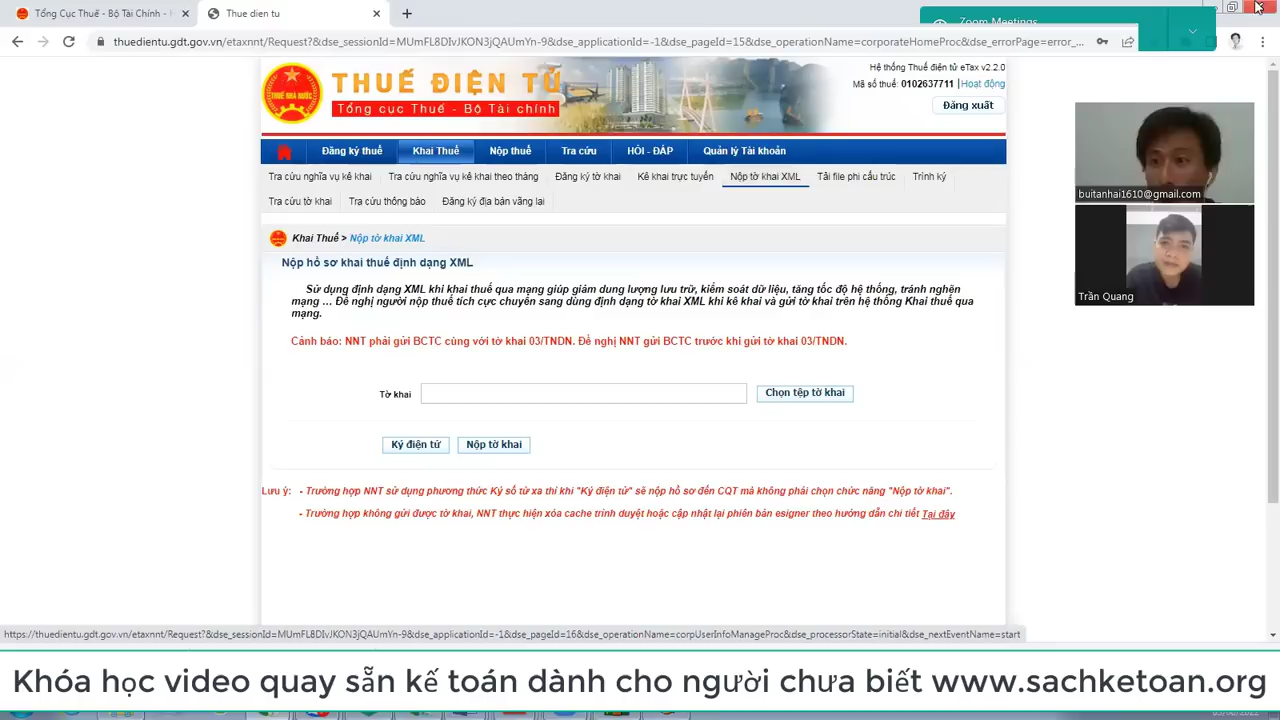 Tổng Cục Thuế - Bộ Tài Chính - I
Thue dien tu
Zoom Meetings
thuedientu.gdt.gov.vn/etaxnnt/Request?&dse_sessionId=MUmFL8DIvJKON3jQAUmYn-9&dse_applicationId=-1&dse_pageId=15&dse_operationName=corporateHomeProc&dse_errorPage=error_...
THUẾ ĐIỆN TỬ
Tổng cục Thuế - Bộ Tài chính
THUẾ NHÀ NƯỚC
Hệ thống Thuế điện tử eTax v2.2.0
Mã số thuế: 0102637711 |Hoạt động
Đăng xuất
Đăng ký thuế Khai Thuế Nộp thuế Tra cứu HỎI - ĐÁP Quản lý Tài khoản
Tra cứu nghĩa vụ kê khai Tra cứu nghĩa vụ kê khai theo tháng Đăng ký tờ khai Kê khai trực tuyến Nộp tờ khai XML Tải file phi cấu trúc Trình ký
Tra cứu tờ khai Tra cứu thông báo Đăng ký địa bàn vãng lai
Khai Thuế > Nộp tờ khai XML
Nộp hồ sơ khai thuế định dạng XML
Sử dụng định dạng XML khi khai thuế qua mạng giúp giảm dung lượng lưu trữ, kiểm soát dữ liệu, tăng tốc độ hệ thống, tránh nghẽn
mạng ... Đề nghị người nộp thuế tích cực chuyển sang dùng định dạng tờ khai XML khi kê khai và gửi tờ khai trên hệ thống Khai thuế qua
mạng.
Cảnh báo: NNT phải gửi BCTC cùng với tờ khai 03/TNDN. Đề nghị NNT gửi BCTC trước khi gửi tờ khai 03/TNDN.
Tờ khai
Chọn tệp tờ khai
Ký điện tử Nộp tờ khai
Lưu ý: - Trường hợp NNT sử dụng phương thức Ký số từ xa thì khi "Ký điện tử" sẽ nộp hồ sơ đến CQT mà không phải chọn chức năng "Nộp tờ khai".
- Trường hợp không gửi được tờ khai, NNT thực hiện xóa cache trình duyệt hoặc cập nhật lại phiên bản esigner theo hướng dẫn chi tiết Tại đây
buitanhai1610@gmail.com
Trần Quang
https://thuedientu.gdt.gov.vn/etaxnnt/Request?&dse_sessionId=MUmFL8DIvJKON3jQAUmYn-9&dse_applicationId=-1&dse_pageId=16&dse_operationName=corpUserInfoManageProc&dse_processorState=initial&dse_nextEventName=start
Khóa học video quay sẵn kế toán dành cho người chưa biết www.sachketoan.org